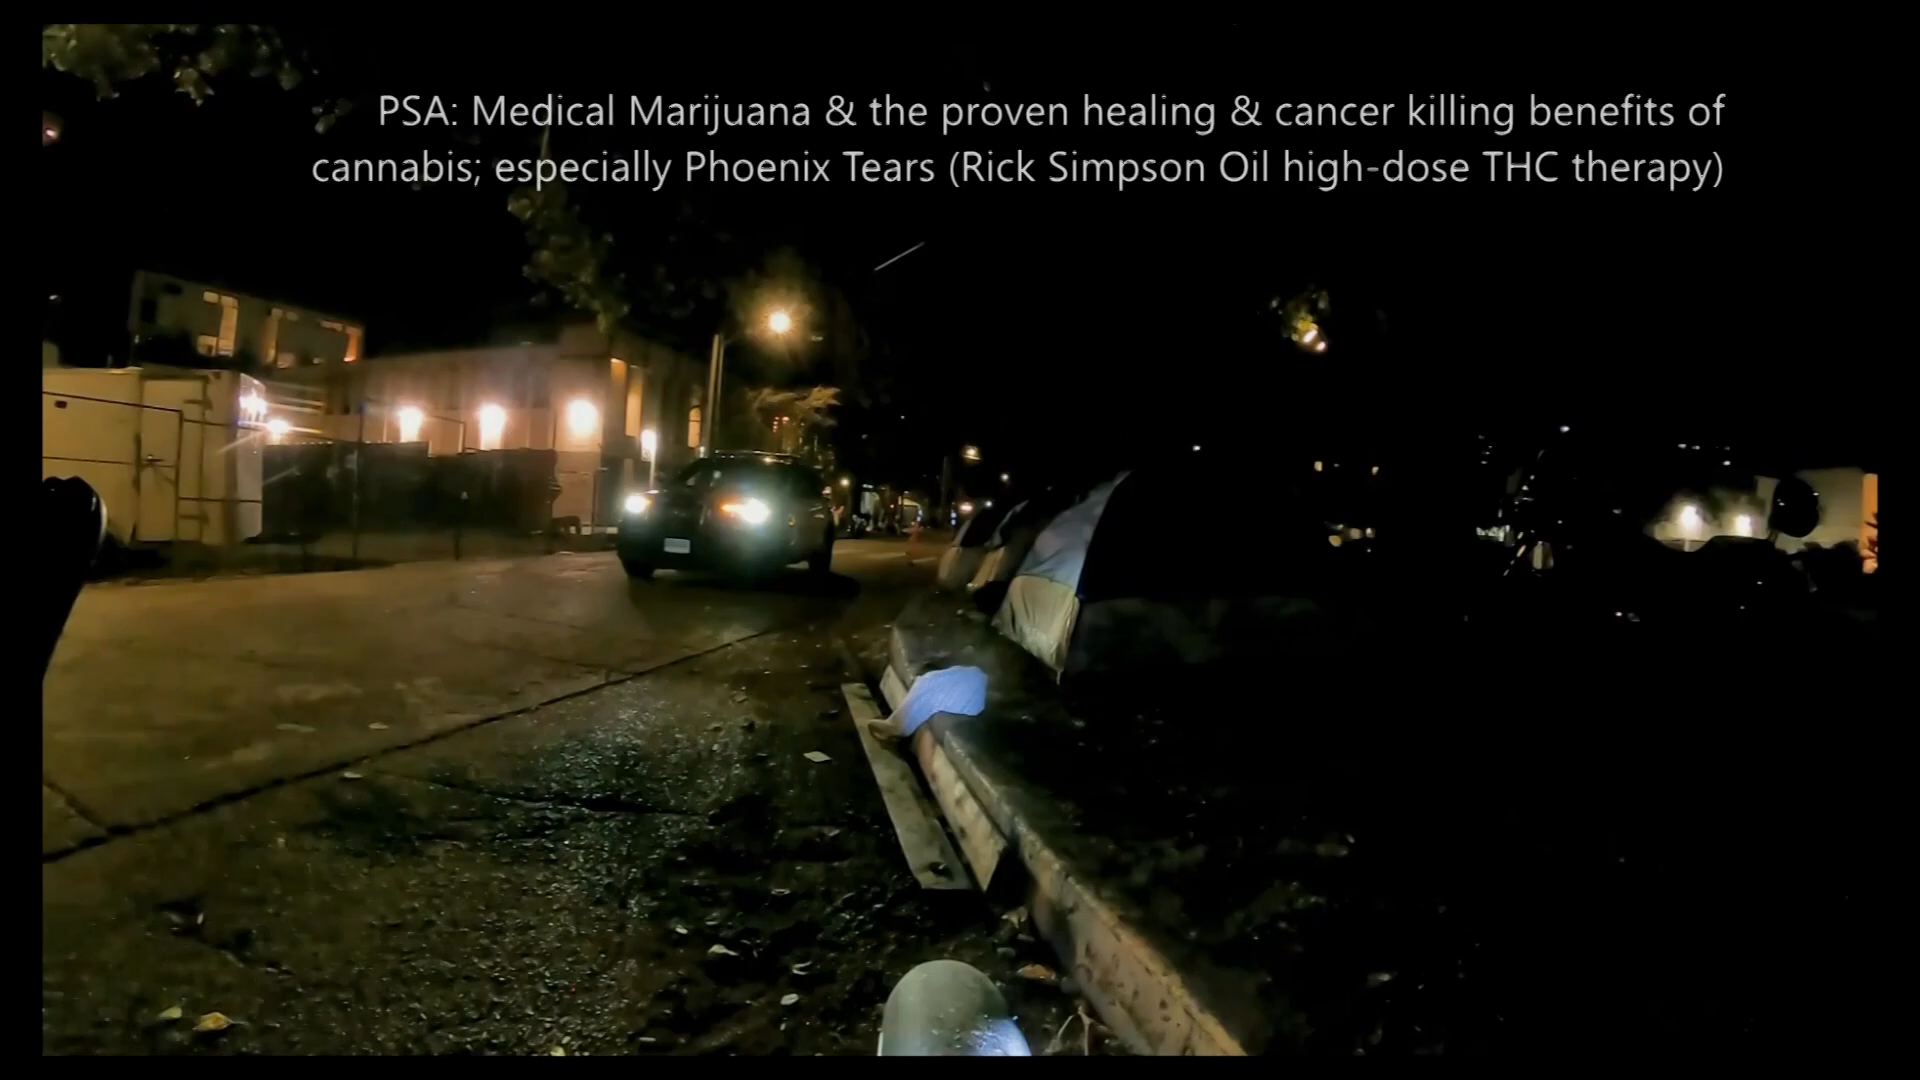 PSA: Medical Marijuana & the proven healing & cancer killing benefits of
cannabis; especially Phoenix Tears (Rick Simpson Oil high-dose THC therapy)